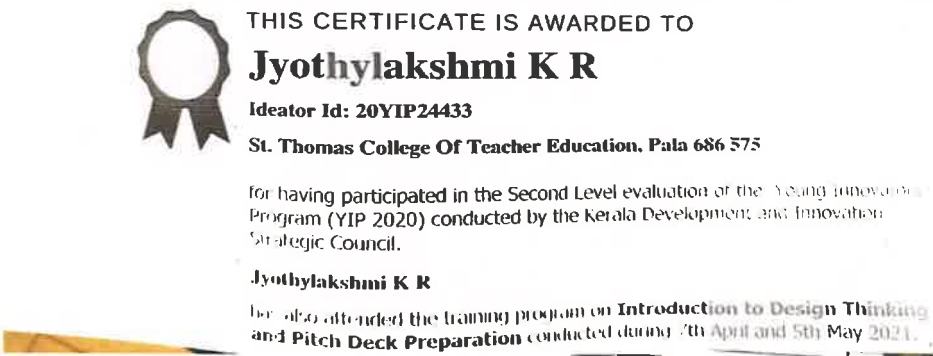 THIS CERTIFICATE IS AWARDED TO
Jyothylakshmi K R
Ideator Id: 20YIP24433
St. Thomas College Of Teacher Education, Pala 686 575
for having participated in the Second Level evaluation of the Young Innovators
Program (YIP 2020) conducted by the Kerala Development and Innovation
Strategic Council.
Jyothylakshmi K R
has also attended the training program on Introduction to Design Thinking
and Pitch Deck Preparation conducted during 7th April and 5th May 2021.